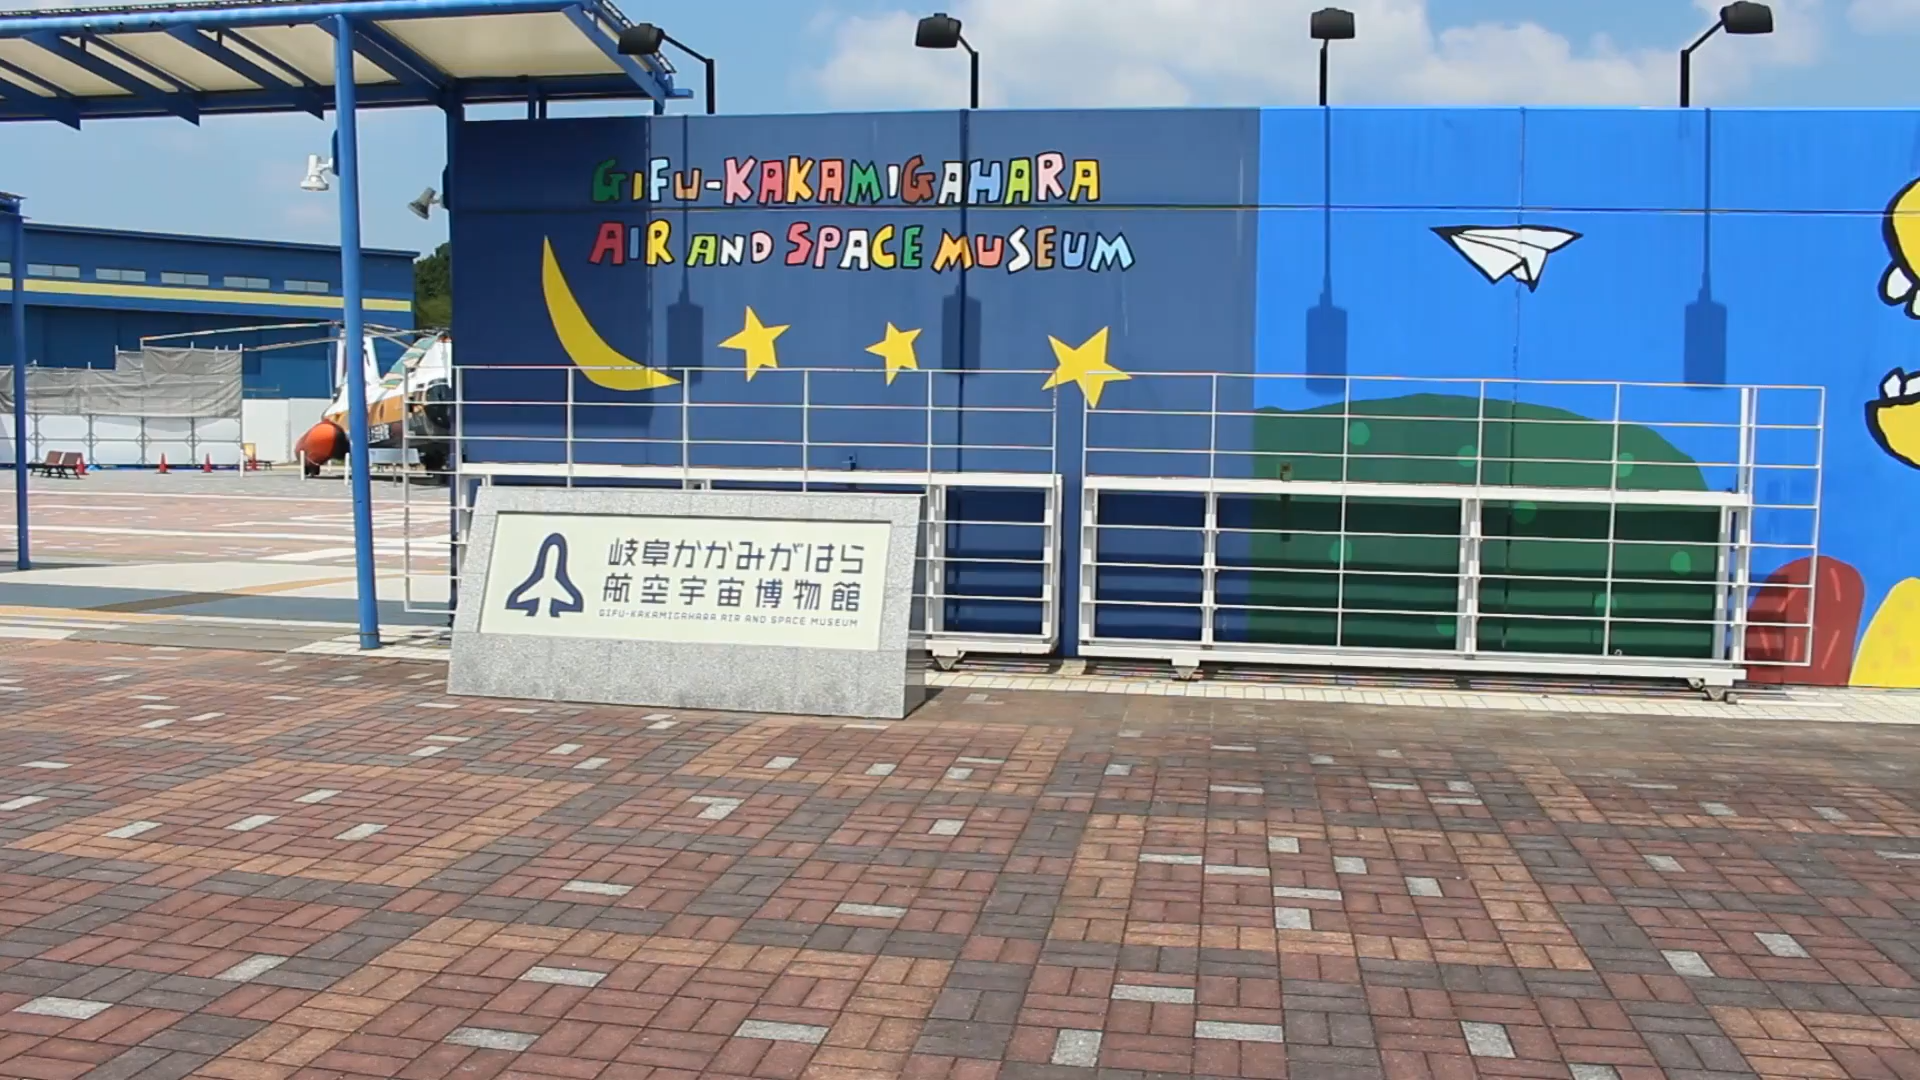 GIFU-KAKAMIGAHARA
AIR AND SPACE MUSEUM
岐阜かかみがはら
航空宇宙博物館
GIFU-KAKAMIGAHARA AIR AND SPACE MUSEUM